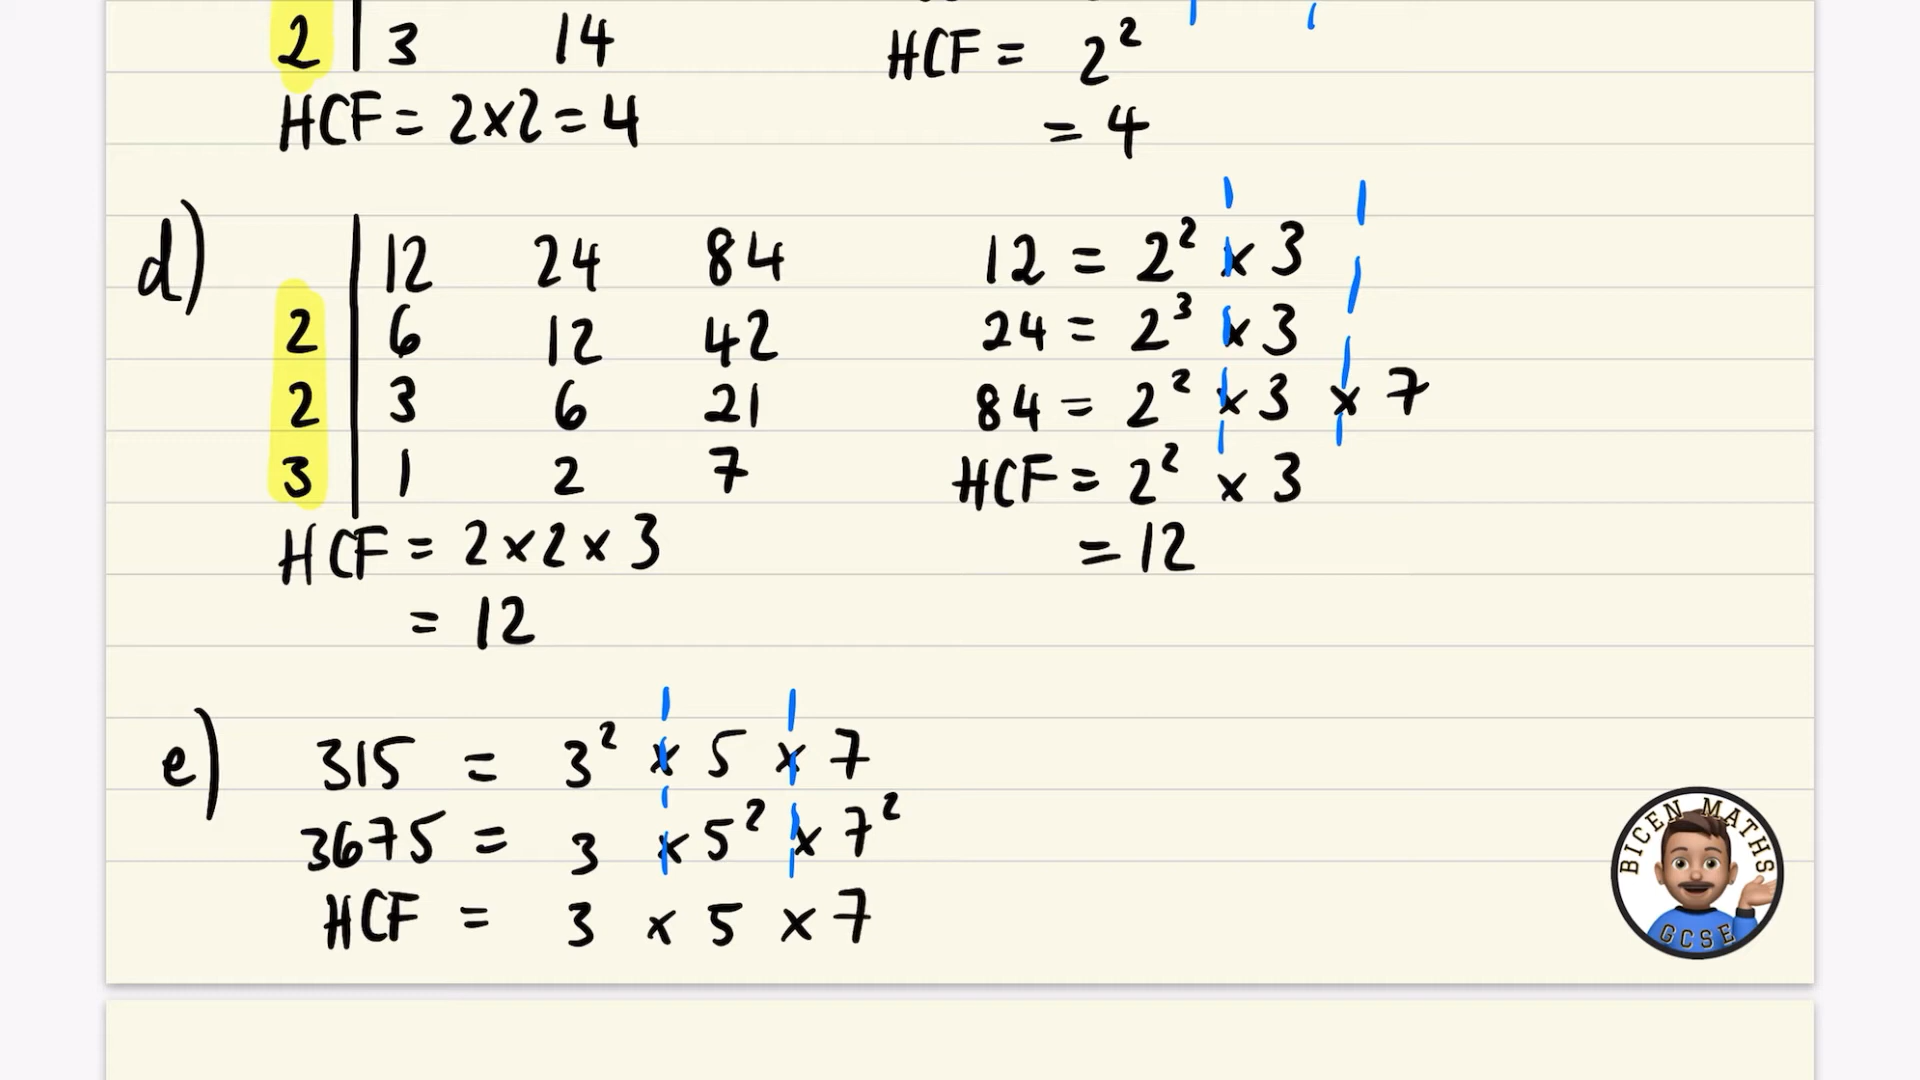 2 | 3 14
HCF = 2×2 = 4
HCF = 2²
= 4
d)
12 24 84
2 | 6 12 42
2 | 3 6 21
3 | 1 2 7
HCF = 2×2×3
= 12
12 = 2² × 3
24 = 2³ × 3
84 = 2² × 3 × 7
HCF = 2² × 3
= 12
e) 315 = 3² × 5 × 7
3675 = 3 × 5² × 7²
HCF = 3 × 5 × 7
BICEN MATHS
GCSE